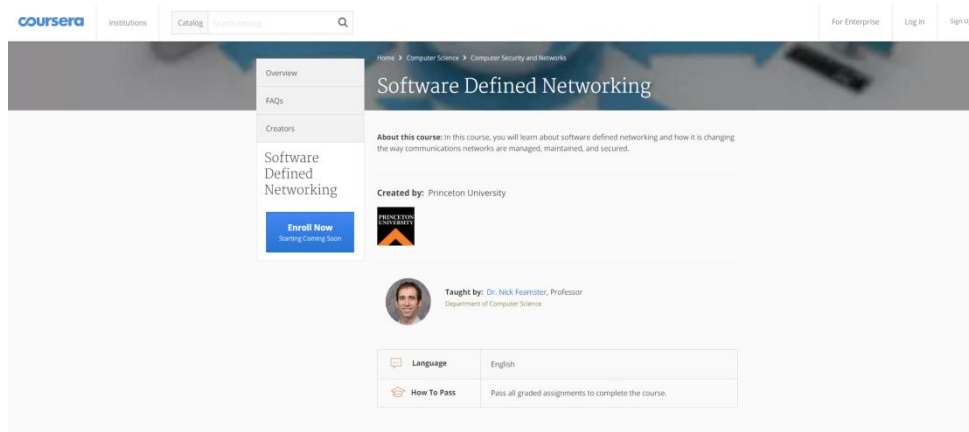 coursera
Institutions
Catalog
Search catalog
For Enterprise
Log In
Sign U
Home > Computer Science > Computer Security and Networks
Software Defined Networking
Overview
FAQs
Creators
Software
Defined
Networking
Enroll Now
Starting Coming Soon
About this course: In this course, you will learn about software defined networking and how it is changing
the way communications networks are managed, maintained, and secured.
Created by: Princeton University
PRINCETON
UNIVERSITY
Taught by: Dr. Nick Feamster, Professor
Department of Computer Science
Language
English
How To Pass
Pass all graded assignments to complete the course.